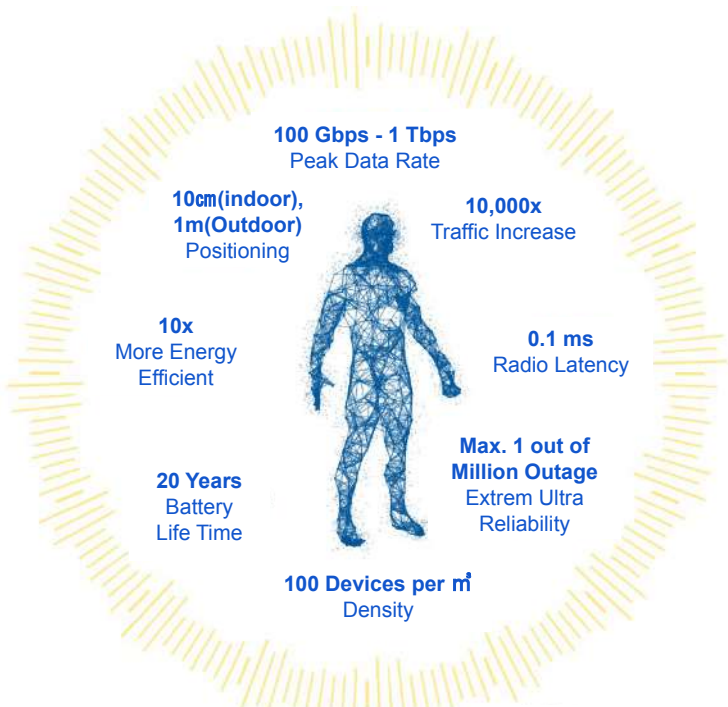 100 Gbps - 1 Tbps
Peak Data Rate
10㎝(indoor),
1m(Outdoor)
Positioning
10,000x
Traffic Increase
10x
More Energy
Efficient
0.1 ms
Radio Latency
20 Years
Battery
Life Time
Max. 1 out of
Million Outage
Extrem Ultra
Reliability
100 Devices per ㎥
Density